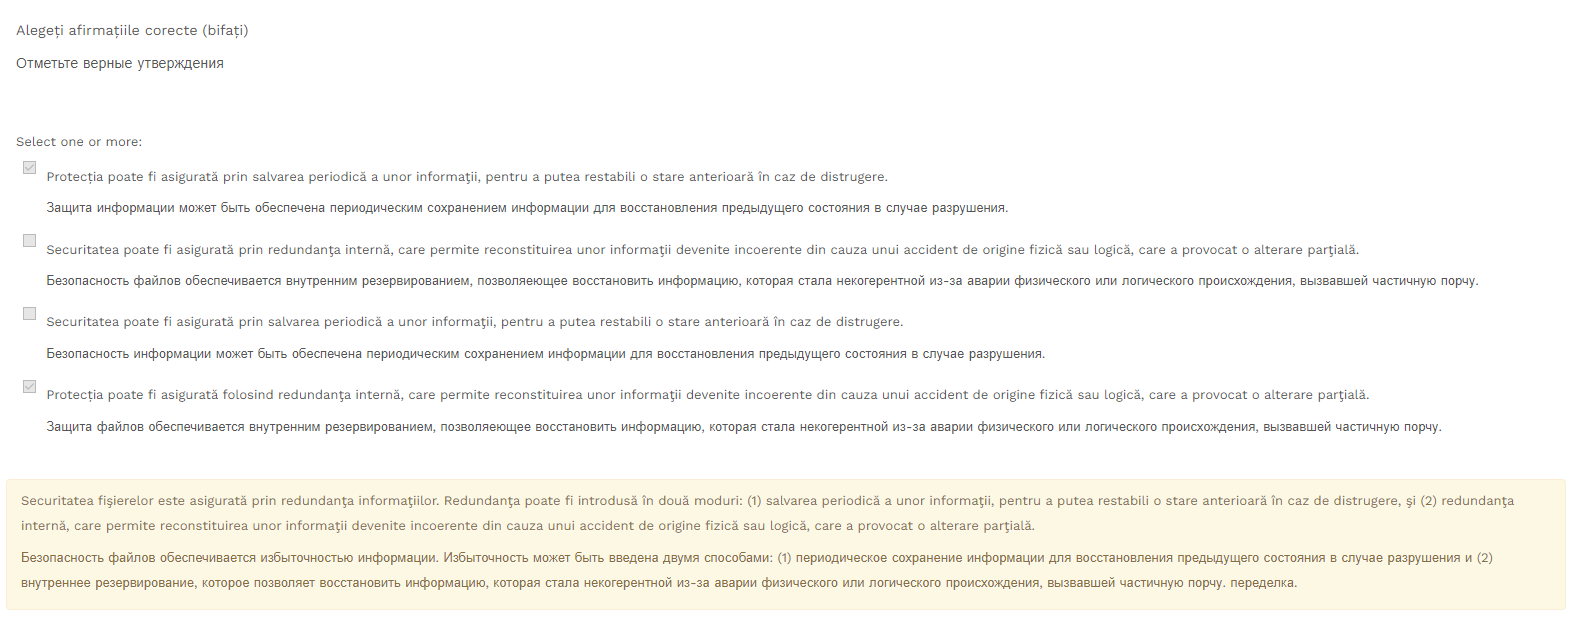 Alegeți afirmațiile corecte (bifați)
Отметьте верные утверждения
Select one or more:
Protecția poate fi asigurată prin salvarea periodică a unor informaţii, pentru a putea restabili o stare anterioară în caz de distrugere.
Защита информации может быть обеспечена периодическим сохранением информации для восстановления предыдущего состояния в случае разрушения.
Securitatea poate fi asigurată prin redundanţa internă, care permite reconstituirea unor informaţii devenite incoerente din cauza unui accident de origine fizică sau logică, care a provocat o alterare parţială.
Безопасность файлов обеспечивается внутренним резервированием, позволяеющее восстановить информацию, которая стала некогерентной из-за аварии физического или логического происхождения, вызвавшей частичную порчу.
Securitatea poate fi asigurată prin salvarea periodică a unor informaţii, pentru a putea restabili o stare anterioară în caz de distrugere.
Безопасность информации может быть обеспечена периодическим сохранением информации для восстановления предыдущего состояния в случае разрушения.
Protecția poate fi asigurată folosind redundanţa internă, care permite reconstituirea unor informaţii devenite incoerente din cauza unui accident de origine fizică sau logică, care a provocat o alterare parţială.
Защита файлов обеспечивается внутренним резервированием, позволяеющее восстановить информацию, которая стала некогерентной из-за аварии физического или логического происхождения, вызвавшей частичную порчу.
Securitatea fişierelor este asigurată prin redundanţa informaţiilor. Redundanţa poate fi introdusă în două moduri: (1) salvarea periodică a unor informaţii, pentru a putea restabili o stare anterioară în caz de distrugere, şi (2) redundanţa
internă, care permite reconstituirea unor informaţii devenite incoerente din cauza unui accident de origine fizică sau logică, care a provocat o alterare parţială.
Безопасность файлов обеспечивается избыточностью информации. Избыточность может быть введена двумя способами: (1) периодическое сохранение информации для восстановления предыдущего состояния в случае разрушения и (2)
внутреннее резервирование, которое позволяет восстановить информацию, которая стала некогерентной из-за аварии физического или логического происхождения, вызвавшей частичную порчу. переделка.